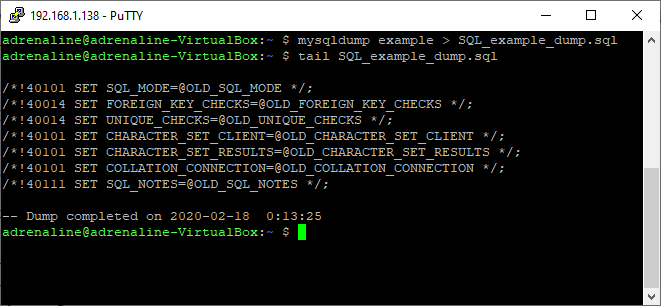 192.168.1.138 - PuTTY
adrenaline@adrenaline-VirtualBox:~ $ mysqldump example > SQL_example_dump.sql
adrenaline@adrenaline-VirtualBox:~ $ tail SQL_example_dump.sql
/*!40101 SET SQL_MODE=@OLD_SQL_MODE */;
/*!40014 SET FOREIGN_KEY_CHECKS=@OLD_FOREIGN_KEY_CHECKS */;
/*!40014 SET UNIQUE_CHECKS=@OLD_UNIQUE_CHECKS */;
/*!40101 SET CHARACTER_SET_CLIENT=@OLD_CHARACTER_SET_CLIENT */;
/*!40101 SET CHARACTER_SET_RESULTS=@OLD_CHARACTER_SET_RESULTS */;
/*!40101 SET COLLATION_CONNECTION=@OLD_COLLATION_CONNECTION */;
/*!40111 SET SQL_NOTES=@OLD_SQL_NOTES */;
-- Dump completed on 2020-02-18  0:13:25
adrenaline@adrenaline-VirtualBox:~ $